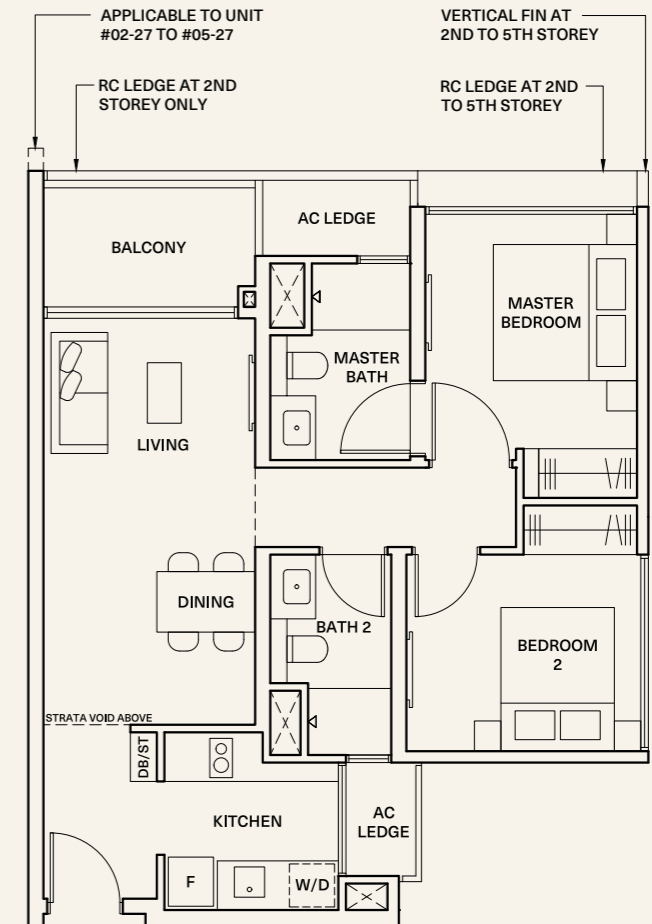 APPLICABLE TO UNIT
#02-27 TO #05-27
VERTICAL FIN AT
2ND TO 5TH STOREY
RC LEDGE AT 2ND
STOREY ONLY
RC LEDGE AT 2ND
TO 5TH STOREY
AC LEDGE
BALCONY
MASTER
BEDROOM
MASTER
BATH
LIVING
DINING
BATH 2
BEDROOM
2
STRATA VOID ABOVE
DB/ST
KITCHEN
AC
LEDGE
F
W/D